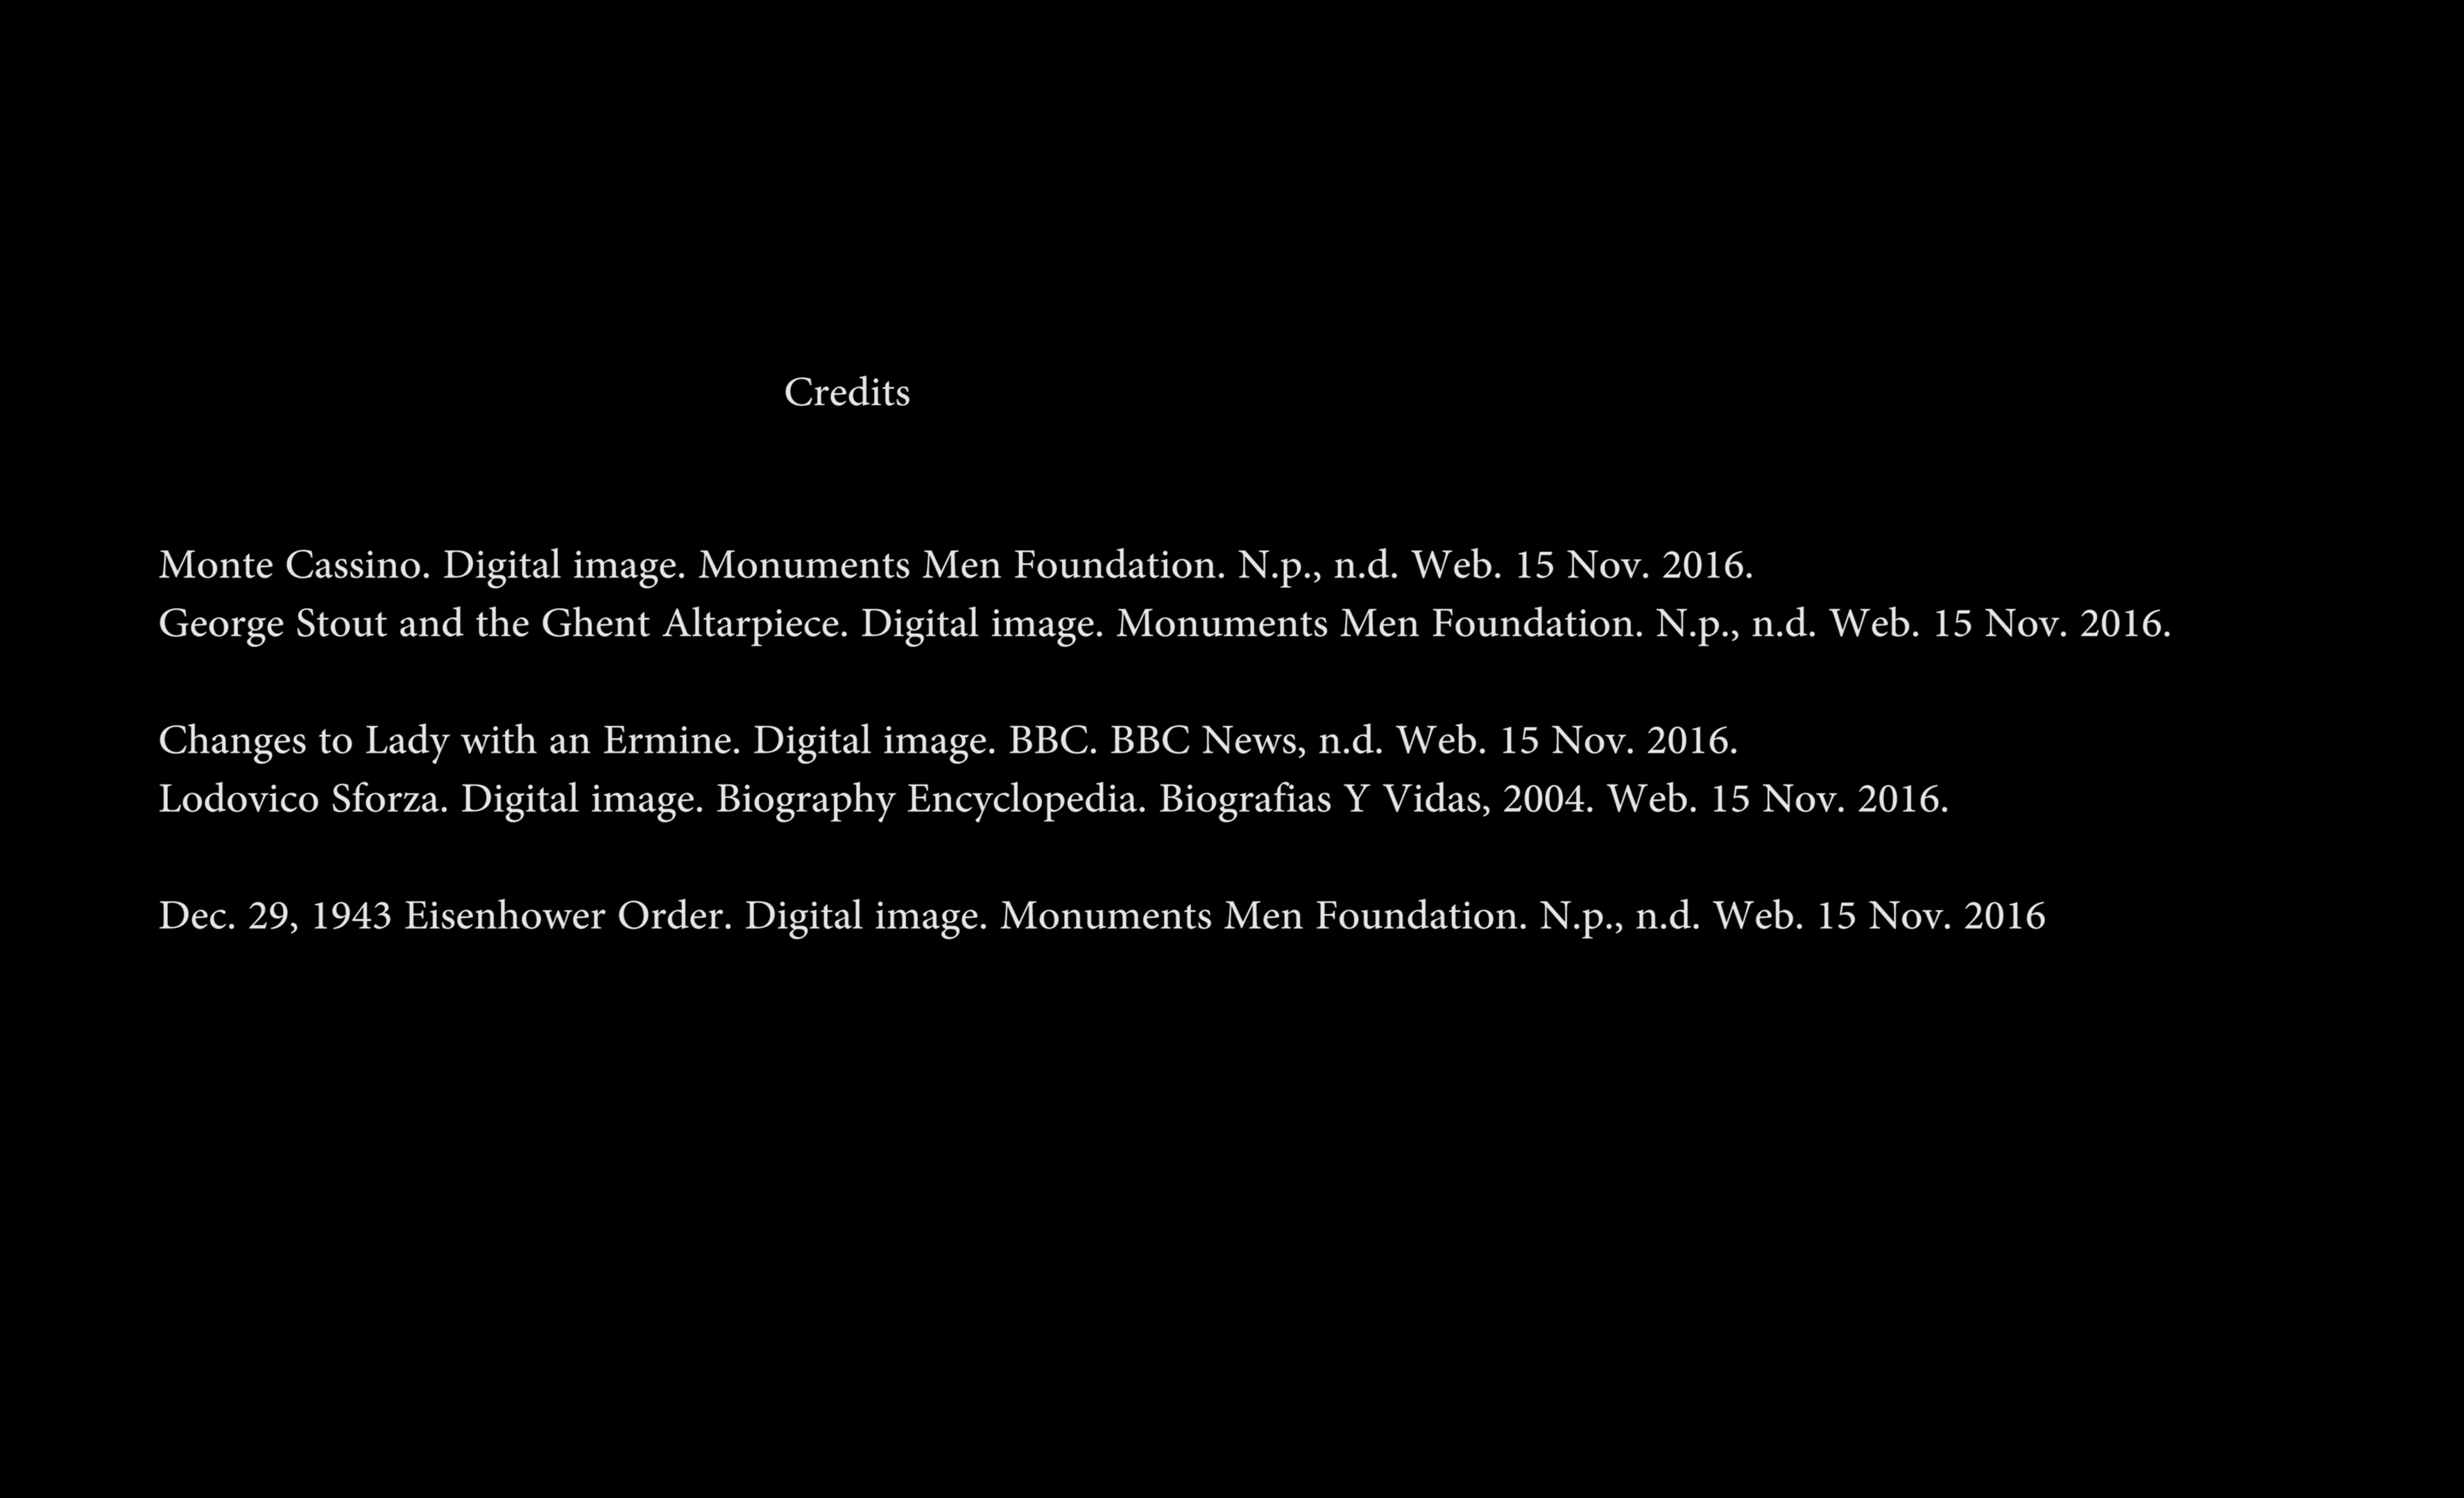 Credits
Monte Cassino. Digital image. Monuments Men Foundation. N.p., n.d. Web. 15 Nov. 2016.
George Stout and the Ghent Altarpiece. Digital image. Monuments Men Foundation. N.p., n.d. Web. 15 Nov. 2016.
Changes to Lady with an Ermine. Digital image. BBC. BBC News, n.d. Web. 15 Nov. 2016.
Lodovico Sforza. Digital image. Biography Encyclopedia. Biografias Y Vidas, 2004. Web. 15 Nov. 2016.
Dec. 29, 1943 Eisenhower Order. Digital image. Monuments Men Foundation. N.p., n.d. Web. 15 Nov. 2016